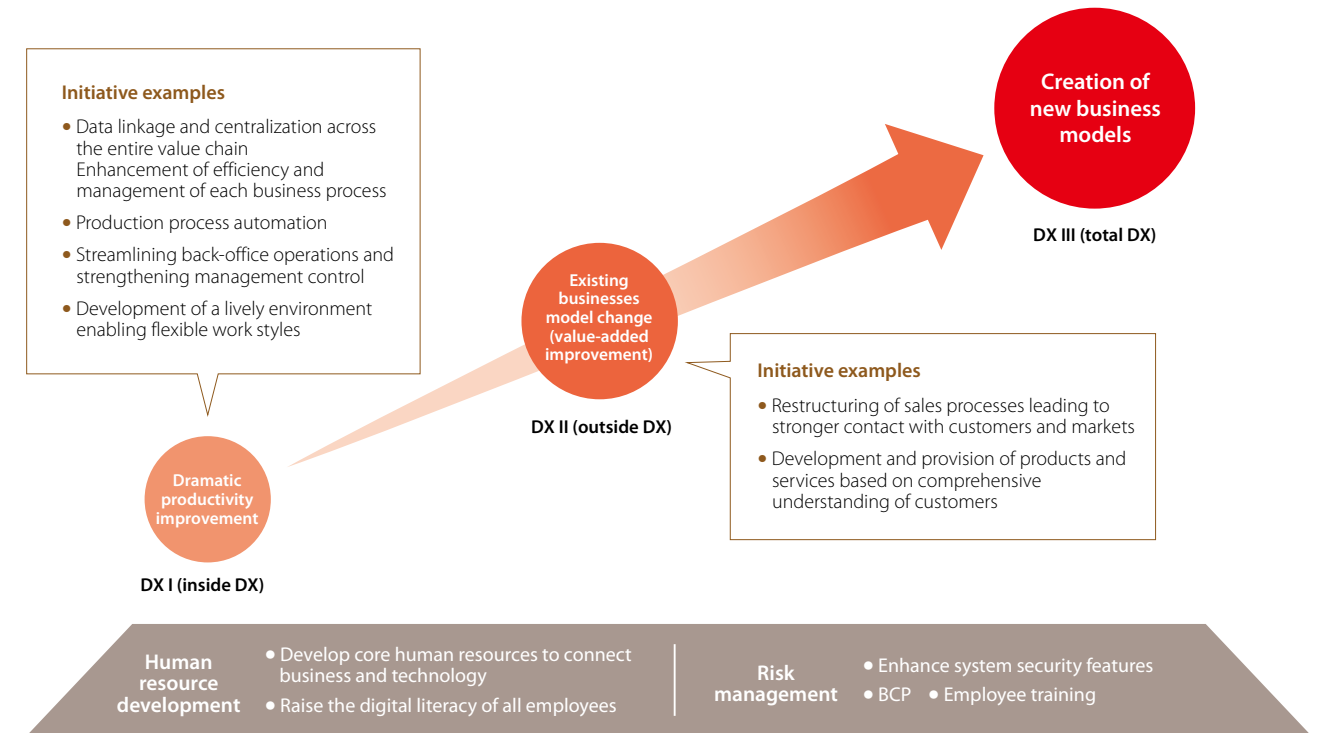 Initiative examples
• Data linkage and centralization across
the entire value chain
Enhancement of efficiency and
management of each business process
• Production process automation
• Streamlining back-office operations and
strengthening management control
• Development of a lively environment
enabling flexible work styles
Dramatic
productivity
improvement
DX I (inside DX)
Existing
businesses
model change
(value-added
improvement)
DX II (outside DX)
Initiative examples
• Restructuring of sales processes leading to
stronger contact with customers and markets
• Development and provision of products and
services based on comprehensive
understanding of customers
Creation of
new business
models
DX III (total DX)
Human
resource
development
• Develop core human resources to connect
business and technology
• Raise the digital literacy of all employees
Risk
management
• Enhance system security features
• BCP • Employee training